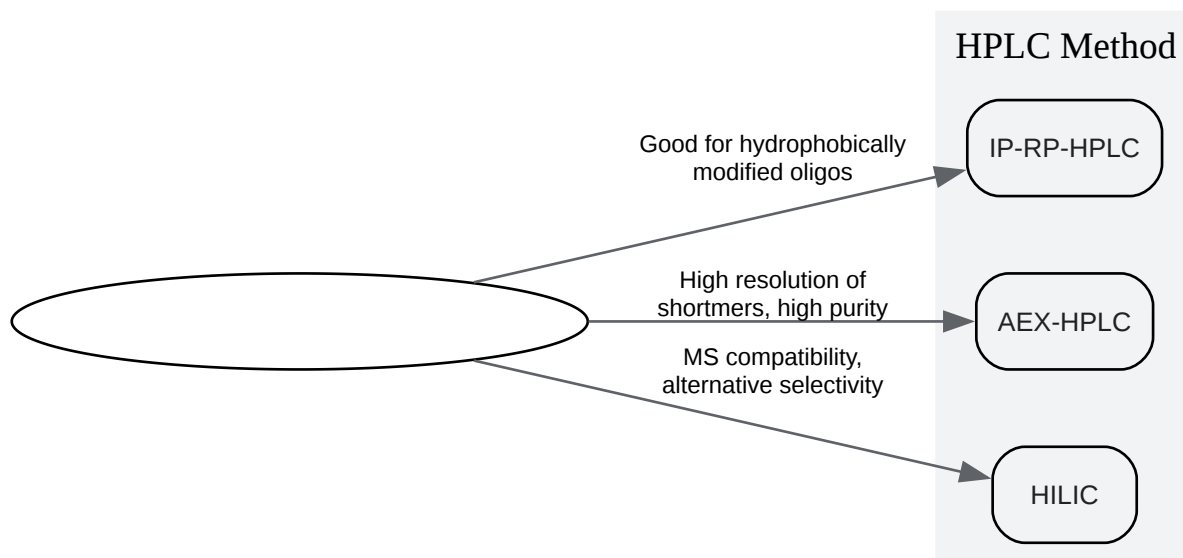 HPLC Method
Good for hydrophobically
modified oligos
IP-RP-HPLC
High resolution of
shortmers, high purity
AEX-HPLC
MS compatibility,
alternative selectivity
HILIC